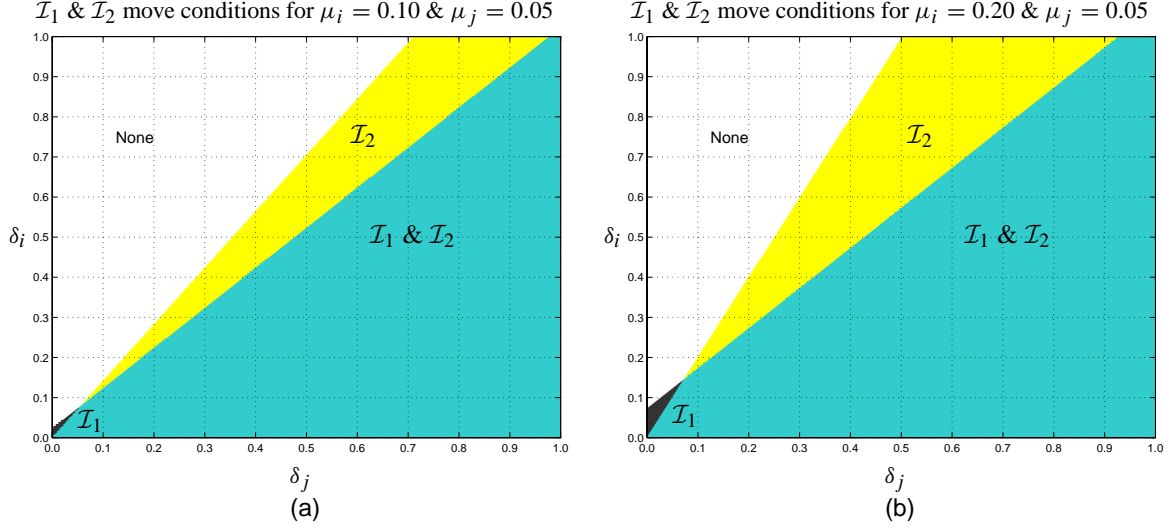 ℐ₁ & ℐ₂ move conditions for μᵢ = 0.10 & μⱼ = 0.05
1.0
0.9
0.8
0.7
0.6
0.5
0.4
0.3
0.2
0.1
0.0
δᵢ
None
ℐ₂
ℐ₁ & ℐ₂
ℐ₁
0.0 0.1 0.2 0.3 0.4 0.5 0.6 0.7 0.8 0.9 1.0
δⱼ
(a)
ℐ₁ & ℐ₂ move conditions for μᵢ = 0.20 & μⱼ = 0.05
1.0
0.9
0.8
0.7
0.6
0.5
0.4
0.3
0.2
0.1
0.0
δᵢ
None
ℐ₂
ℐ₁ & ℐ₂
ℐ₁
0.0 0.1 0.2 0.3 0.4 0.5 0.6 0.7 0.8 0.9 1.0
δⱼ
(b)